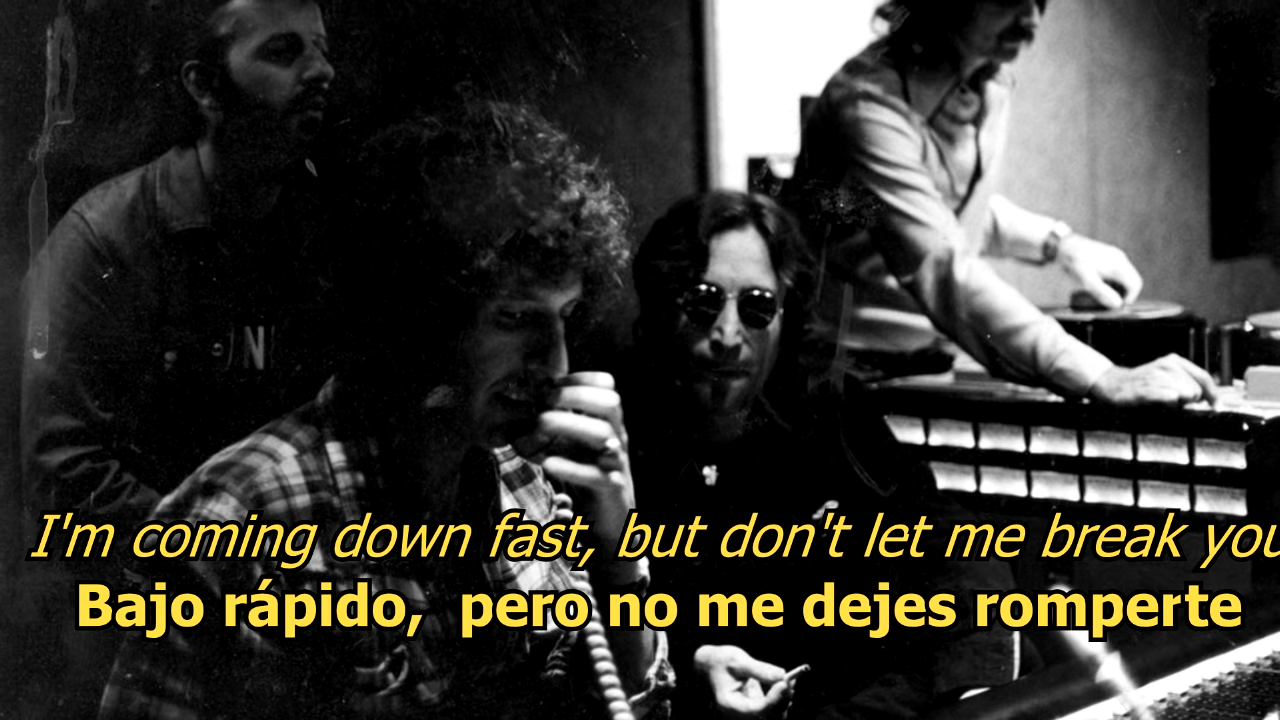 I'm coming down fast, but don't let me break you
Bajo rápido, pero no me dejes romperte